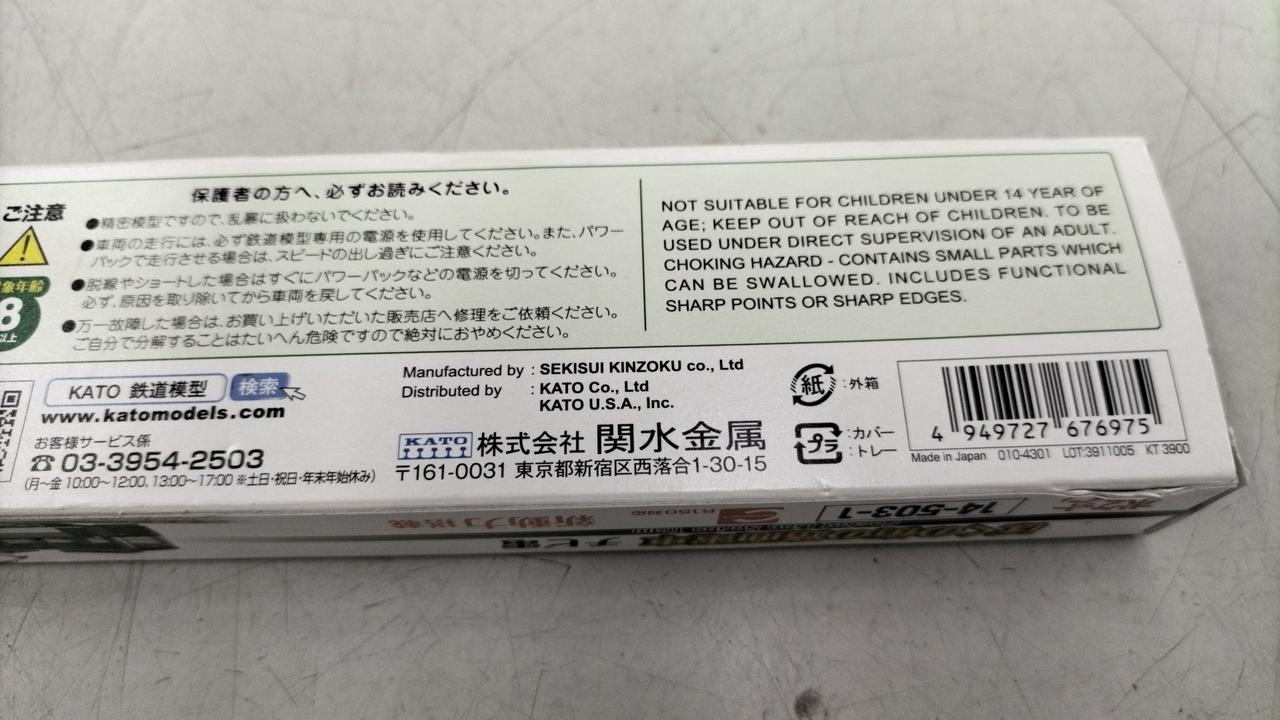 保護者の方へ、必ずお読みください。
ご注意
●精密模型ですので、乱暴に扱わないでください。
●車両の走行には、必ず鉄道模型専用の電源を使用してください。また、パワー
パックで走行させる場合は、スピードの出し過ぎにご注意ください。
●脱線やショートした場合はすぐにパワーパックなどの電源を切ってください。
必ず、原因を取り除いてから車両を戻してください。
●万一故障した場合は、お買い上げいただいた販売店へ修理をご依頼ください。
ご自分で分解することはたいへん危険ですので絶対におやめください。
象年齢
8
以上
NOT SUITABLE FOR CHILDREN UNDER 14 YEAR OF
AGE; KEEP OUT OF REACH OF CHILDREN. TO BE
USED UNDER DIRECT SUPERVISION OF AN ADULT.
CHOKING HAZARD - CONTAINS SMALL PARTS WHICH
CAN BE SWALLOWED. INCLUDES FUNCTIONAL
SHARP POINTS OR SHARP EDGES.
KATO 鉄道模型 検索
www.katomodels.com
お客様サービス係
☎03-3954-2503
(月〜金 10:00〜12:00、13:00〜17:00 ※土日・祝日・年末年始休み)
Manufactured by : SEKISUI KINZOKU co., Ltd
Distributed by : KATO Co., Ltd
KATO U.S.A., Inc.
KATO 株式会社 関水金属
〒161-0031 東京都新宿区西落合1-30-15
紙 :外箱
プラ :カバー
:トレー
4 949727 676975
Made in Japan 010-4301 LOT:3911005 KT 3900
14-503-1
R150対応
新動力搭載
チビ電